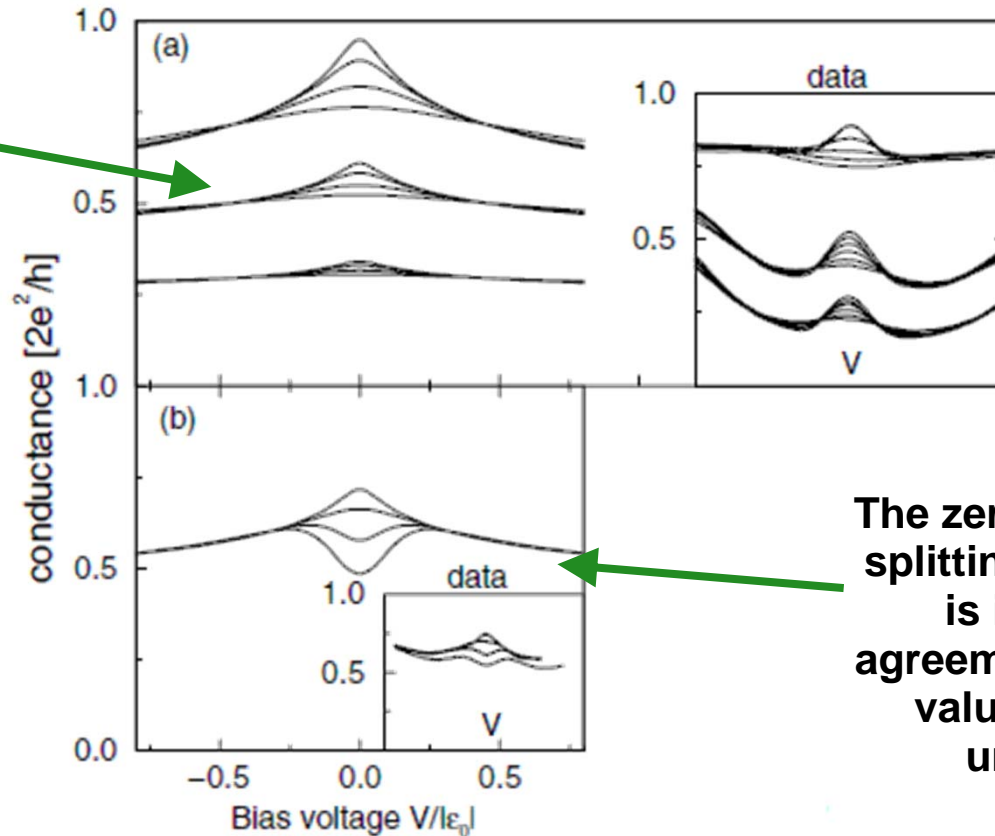 1.0
(a)
data
1.0
0.5
0.5
V
conductance [2e²/h]
1.0
(b)
0.5
data
1.0
0.5
V
0.0
−0.5 0.0 0.5
Bias voltage V/|ε₀|
The zer
splittin
is
agreem
valu
u